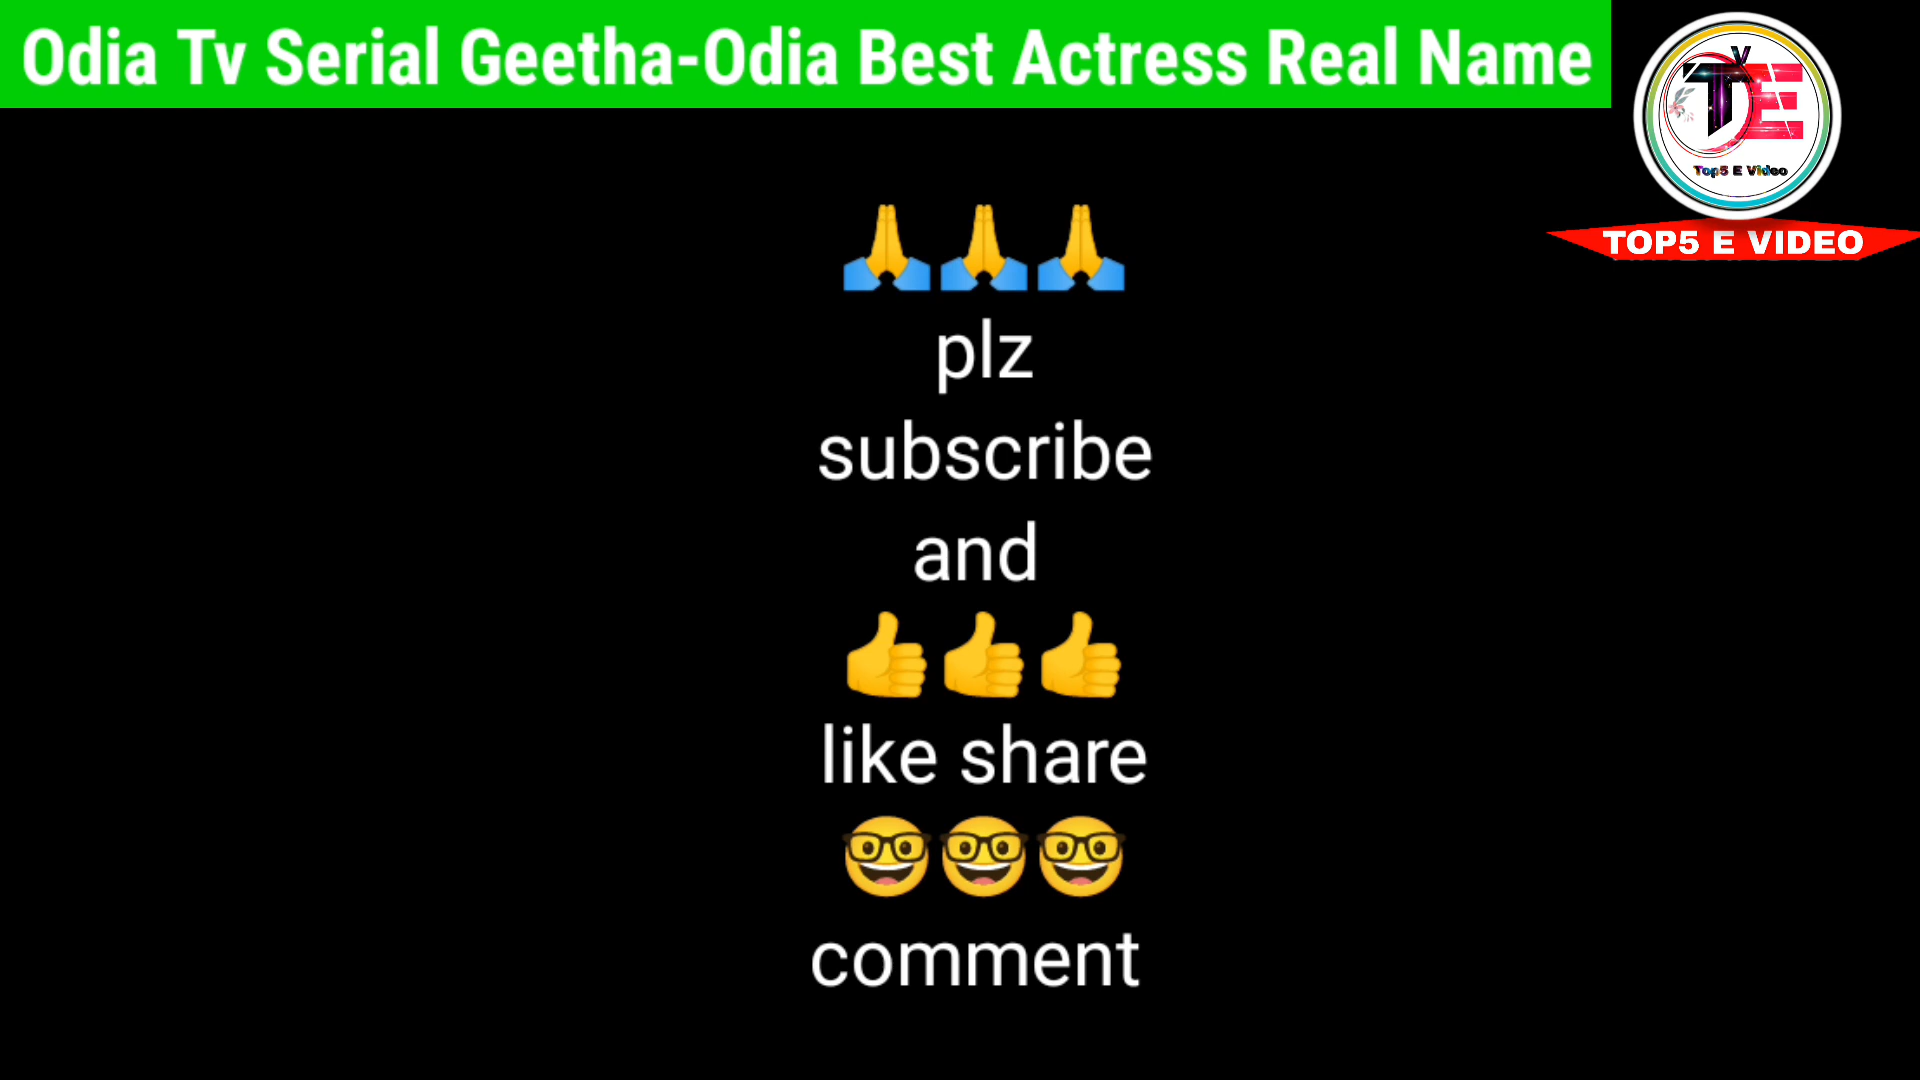 Odia Tv Serial Geetha-Odia Best Actress Real Name
TVE
Top5 E Video
TOP5 E VIDEO
🙏🙏🙏
plz
subscribe
and
👍👍👍
like share
🤓🤓🤓
comment